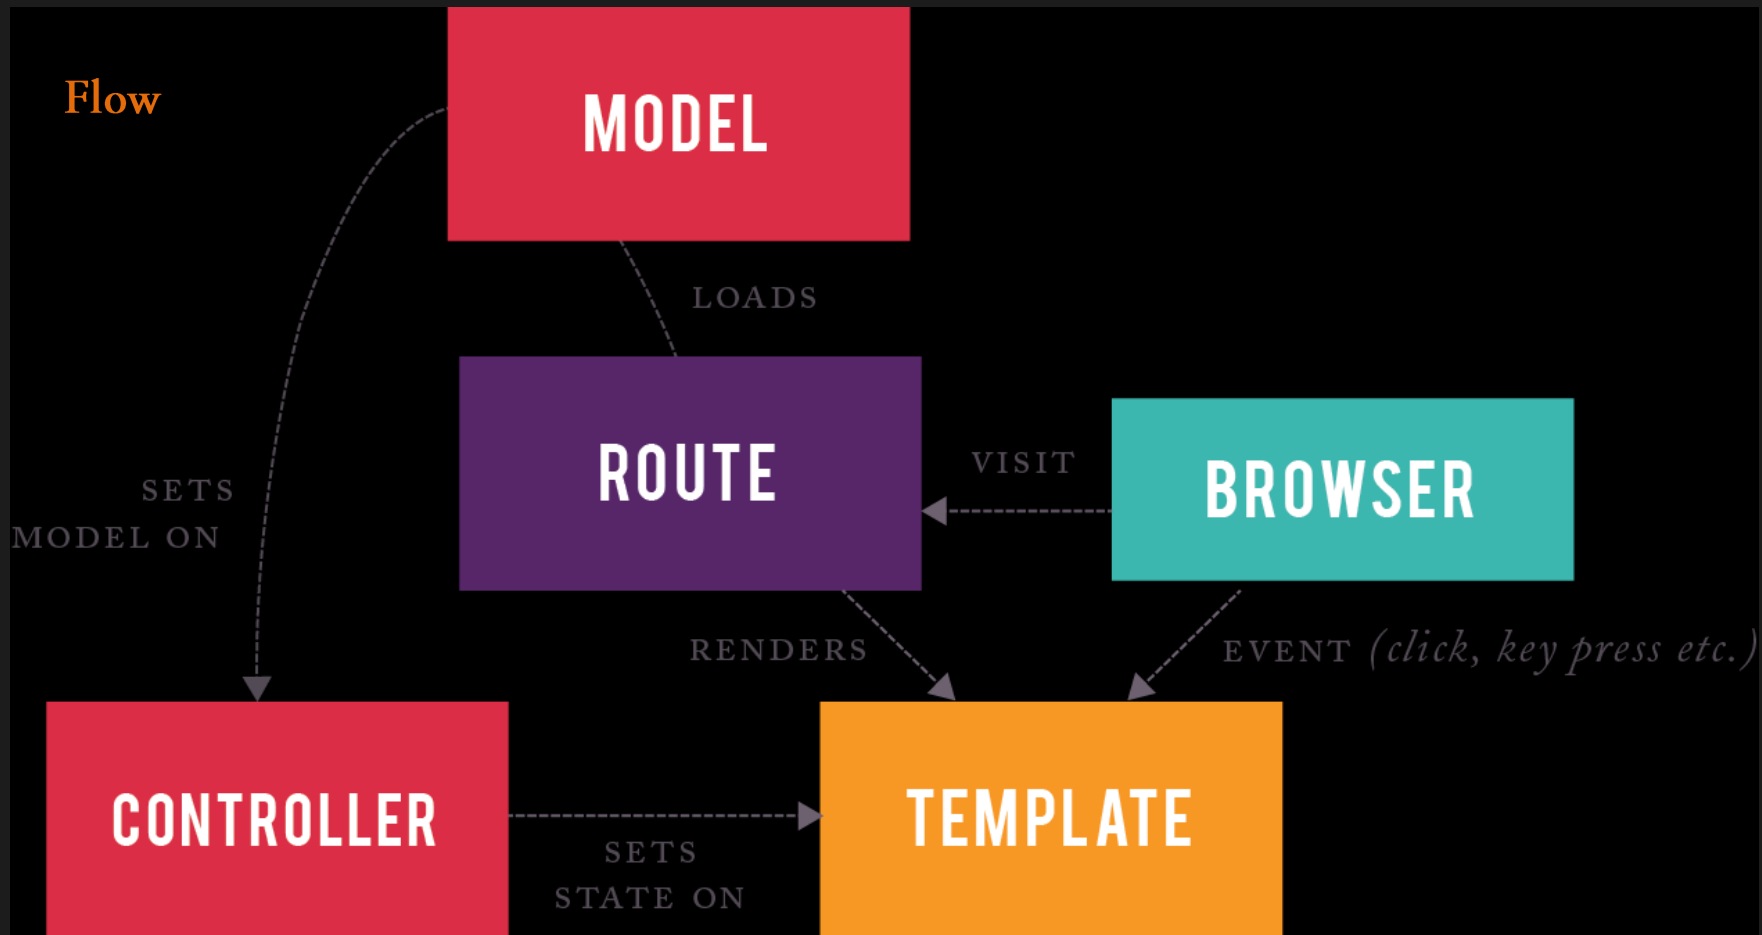 Flow
MODEL
LOADS
ROUTE
VISIT
BROWSER
SETS
MODEL ON
RENDERS
EVENT (click, key press etc.)
CONTROLLER
SETS
STATE ON
TEMPLATE